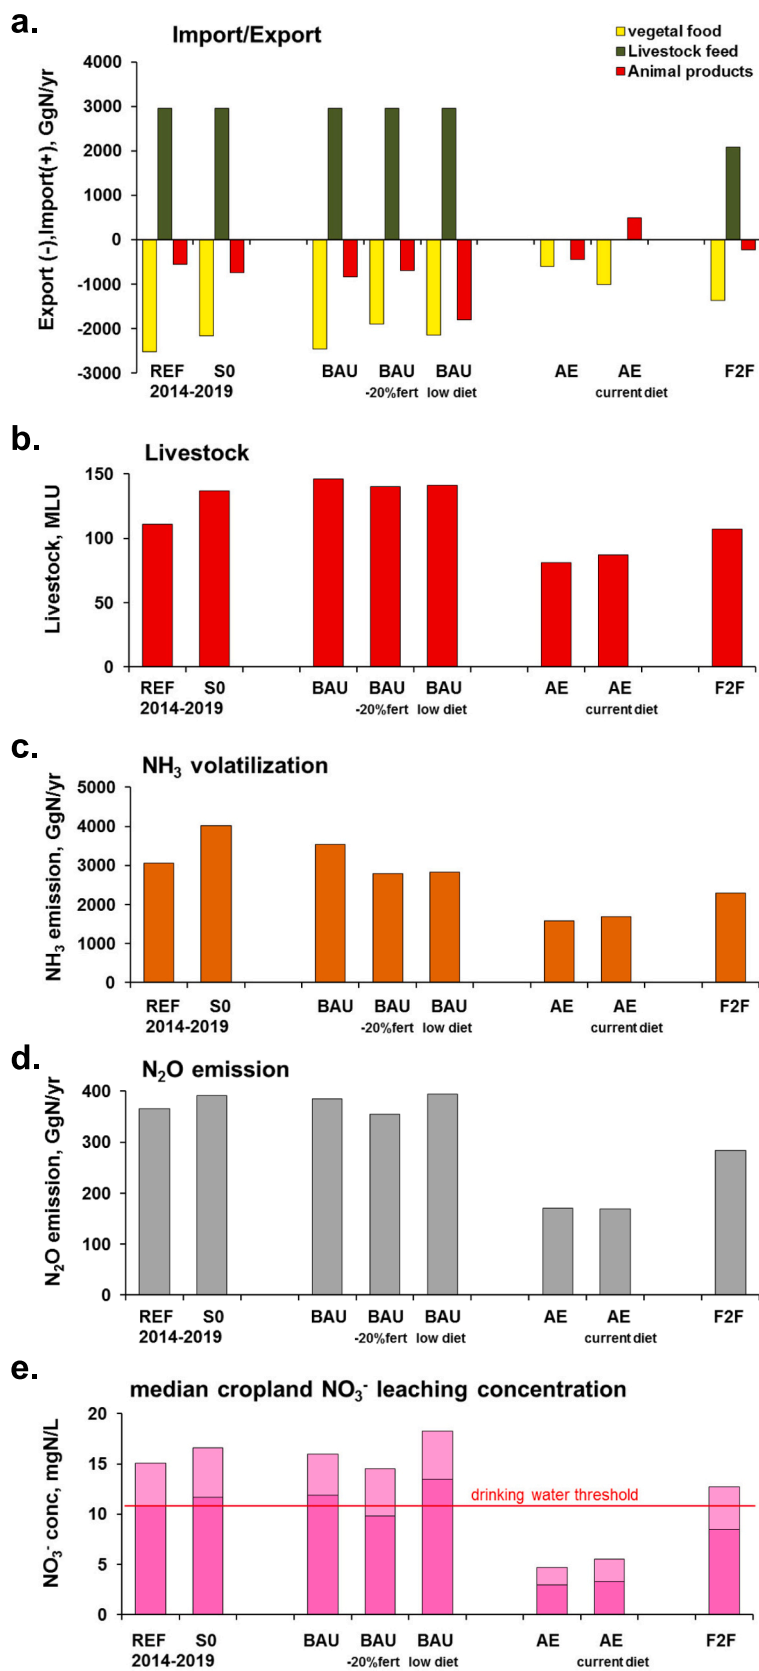 a.
Import/Export
vegetal food
Livestock feed
Animal products
Export (-),Import(+), GgN/yr
4000
3000
2000
1000
0
-1000
-2000
-3000
REF S0 BAU BAU BAU AE AE F2F
2014-2019 -20%fert low diet current diet
b.
Livestock
Livestock, MLU
150
100
50
0
REF S0 BAU BAU BAU AE AE F2F
2014-2019 -20%fert low diet current diet
c.
NH₃ volatilization
NH₃ emission, GgN/yr
5000
4000
3000
2000
1000
0
REF S0 BAU BAU BAU AE AE F2F
2014-2019 -20%fert low diet current diet
d.
N₂O emission
N₂O emission, GgN/yr
400
300
200
100
0
REF S0 BAU BAU BAU AE AE F2F
2014-2019 -20%fert low diet current diet
e.
median cropland NO₃⁻ leaching concentration
NO₃⁻ conc, mgN/L
20
15
10
5
0
drinking water threshold
REF S0 BAU BAU BAU AE AE F2F
2014-2019 -20%fert low diet current diet